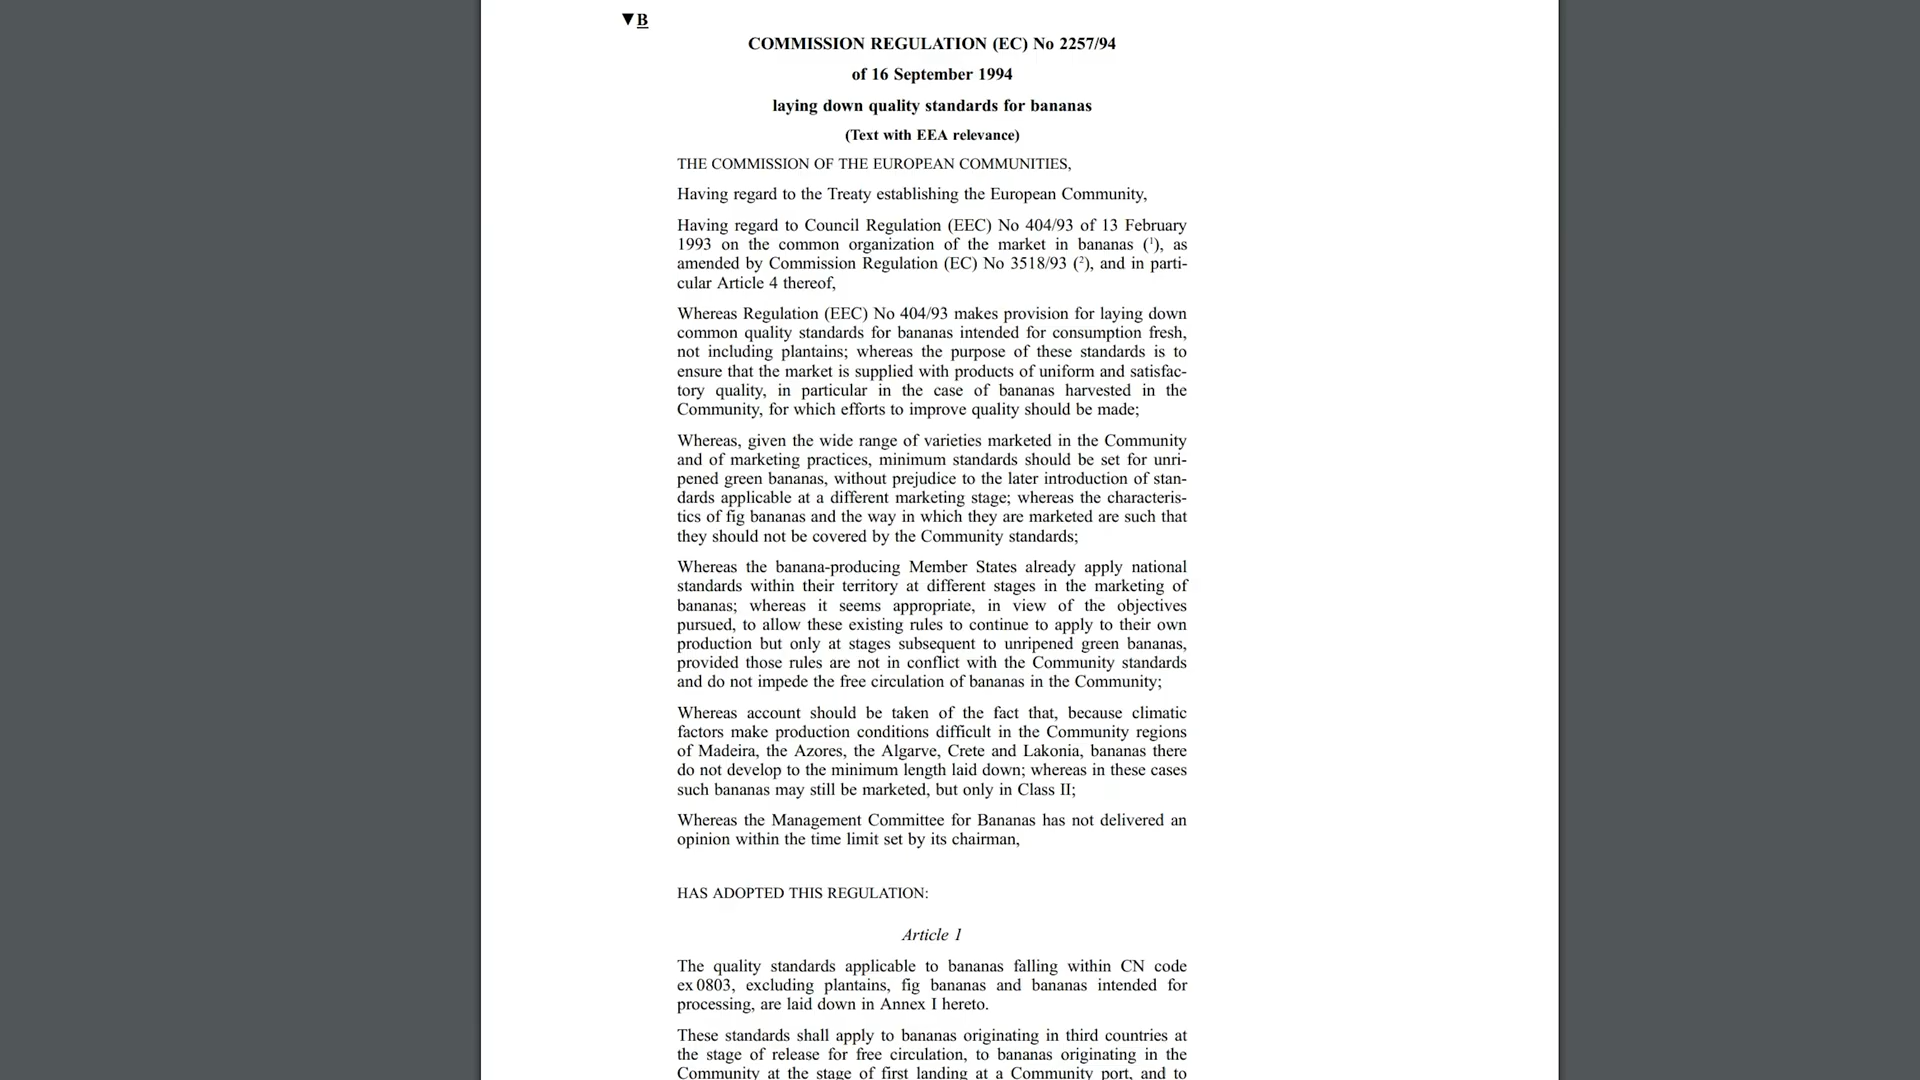 ▼B
COMMISSION REGULATION (EC) No 2257/94
of 16 September 1994
laying down quality standards for bananas
(Text with EEA relevance)
THE COMMISSION OF THE EUROPEAN COMMUNITIES,
Having regard to the Treaty establishing the European Community,
Having regard to Council Regulation (EEC) No 404/93 of 13 February
1993 on the common organization of the market in bananas (¹), as
amended by Commission Regulation (EC) No 3518/93 (²), and in parti-
cular Article 4 thereof,
Whereas Regulation (EEC) No 404/93 makes provision for laying down
common quality standards for bananas intended for consumption fresh,
not including plantains; whereas the purpose of these standards is to
ensure that the market is supplied with products of uniform and satisfac-
tory quality, in particular in the case of bananas harvested in the
Community, for which efforts to improve quality should be made;
Whereas, given the wide range of varieties marketed in the Community
and of marketing practices, minimum standards should be set for unri-
pened green bananas, without prejudice to the later introduction of stan-
dards applicable at a different marketing stage; whereas the characteris-
tics of fig bananas and the way in which they are marketed are such that
they should not be covered by the Community standards;
Whereas the banana-producing Member States already apply national
standards within their territory at different stages in the marketing of
bananas; whereas it seems appropriate, in view of the objectives
pursued, to allow these existing rules to continue to apply to their own
production but only at stages subsequent to unripened green bananas,
provided those rules are not in conflict with the Community standards
and do not impede the free circulation of bananas in the Community;
Whereas account should be taken of the fact that, because climatic
factors make production conditions difficult in the Community regions
of Madeira, the Azores, the Algarve, Crete and Lakonia, bananas there
do not develop to the minimum length laid down; whereas in these cases
such bananas may still be marketed, but only in Class II;
Whereas the Management Committee for Bananas has not delivered an
opinion within the time limit set by its chairman,
HAS ADOPTED THIS REGULATION:
Article 1
The quality standards applicable to bananas falling within CN code
ex 0803, excluding plantains, fig bananas and bananas intended for
processing, are laid down in Annex I hereto.
These standards shall apply to bananas originating in third countries at
the stage of release for free circulation, to bananas originating in the
Community at the stage of first landing at a Community port, and to